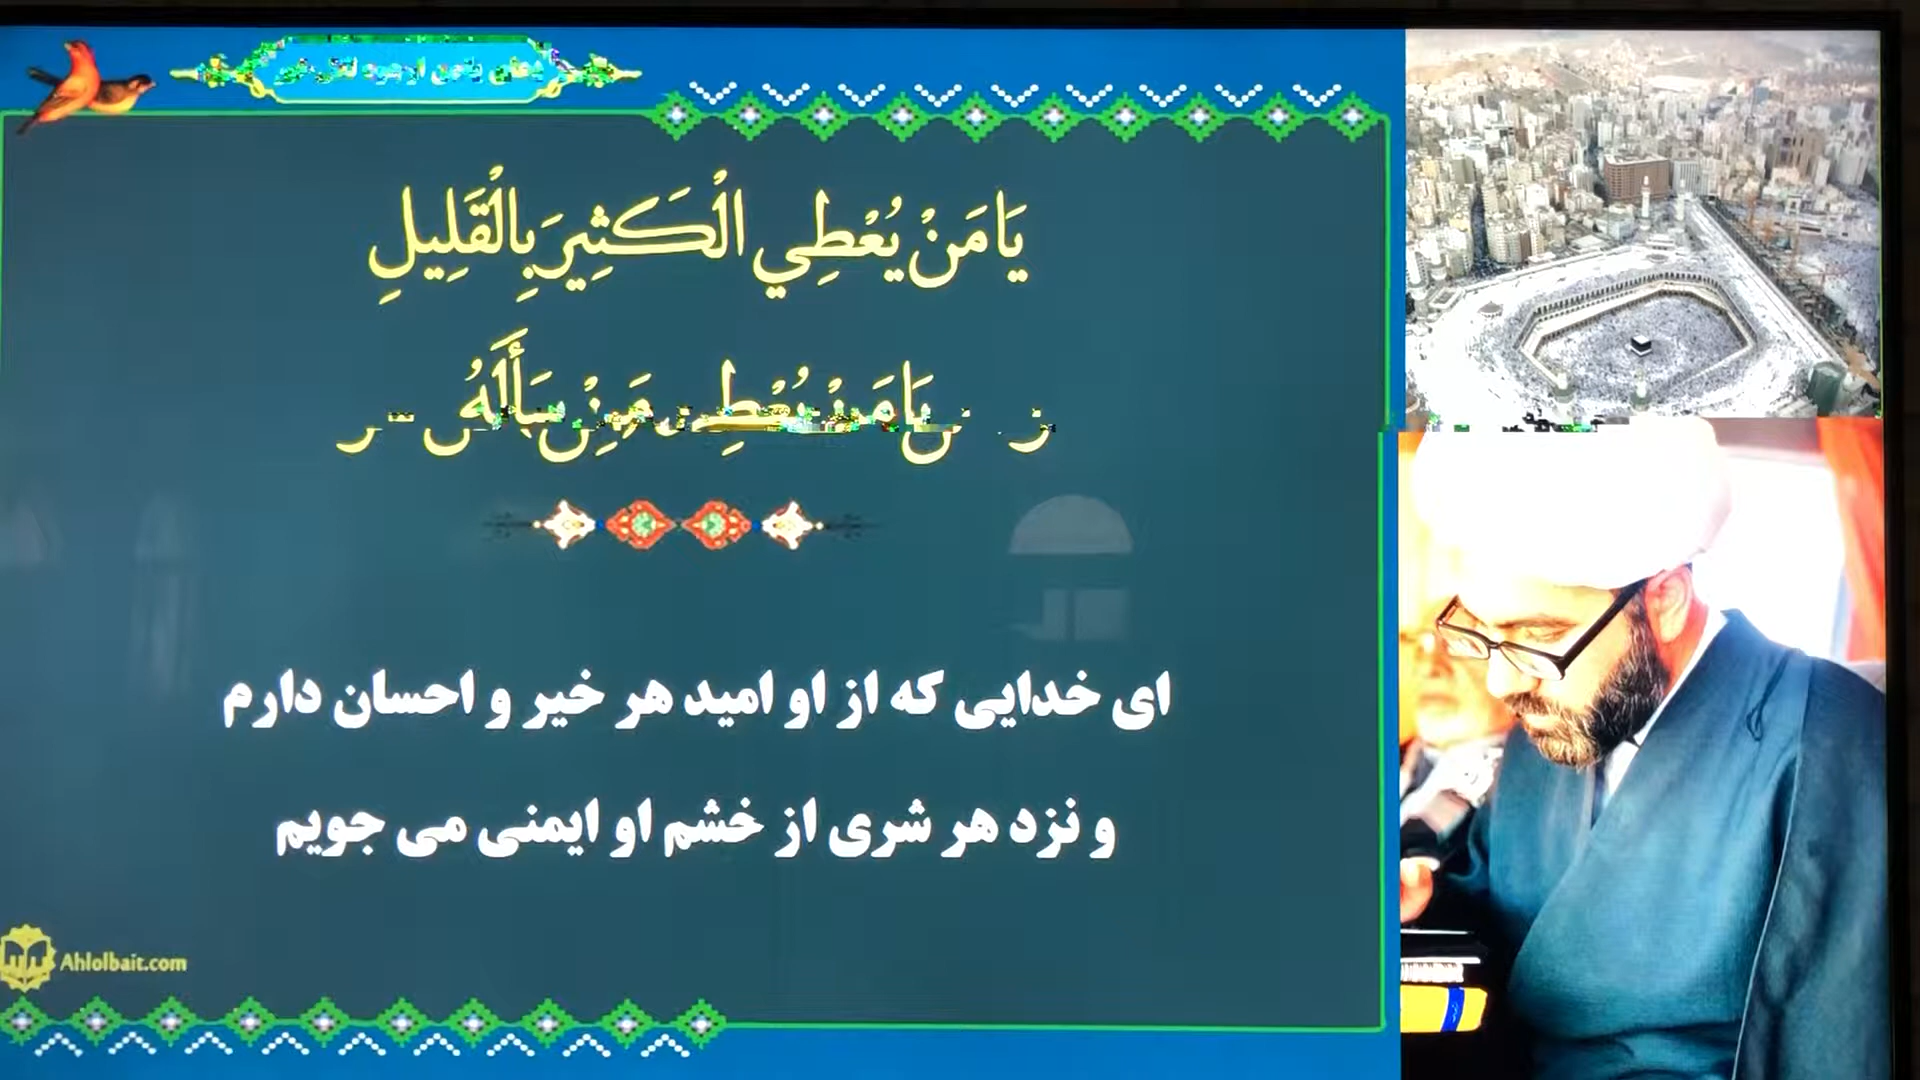 يَا مَنْ يُعْطِي الْكَثِيرَ بِالْقَلِيلِ
يَا مَنْ يُعْطِي مَنْ سَأَلَهُ
ای خدایی که از او امید هر خیر و احسان دارم
و نزد هر شری از خشم او ایمنی می جویم
Ahlolbait.com